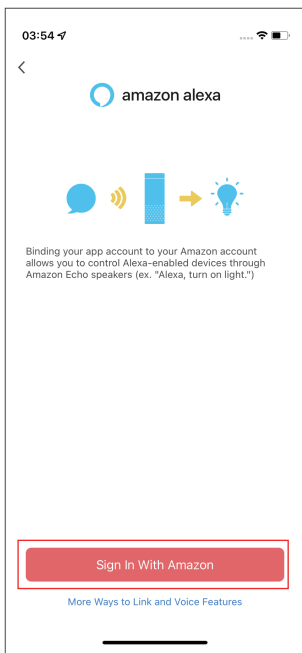 03:54
amazon alexa
Binding your app account to your Amazon account
allows you to control Alexa-enabled devices through
Amazon Echo speakers (ex. "Alexa, turn on light.")
Sign In With Amazon
More Ways to Link and Voice Features